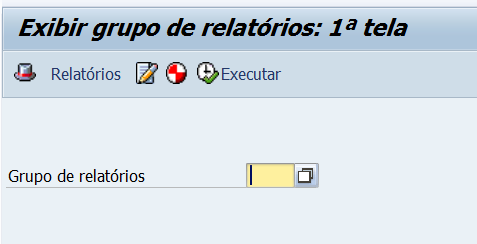 Exibir grupo de relatórios: 1ª tela
Relatórios Executar
Grupo de relatórios